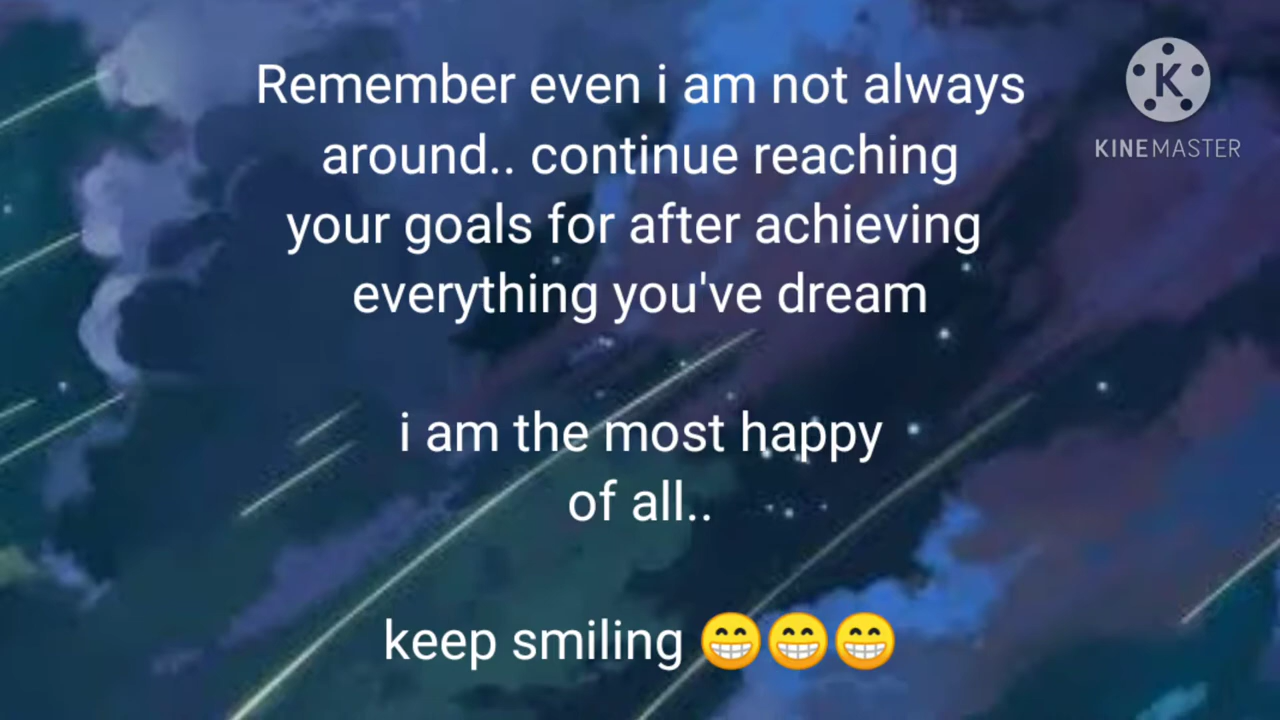 Remember even i am not always
around.. continue reaching
your goals for after achieving
everything you've dream
i am the most happy
of all..
keep smiling 😁😁😁
K
KINEMASTER